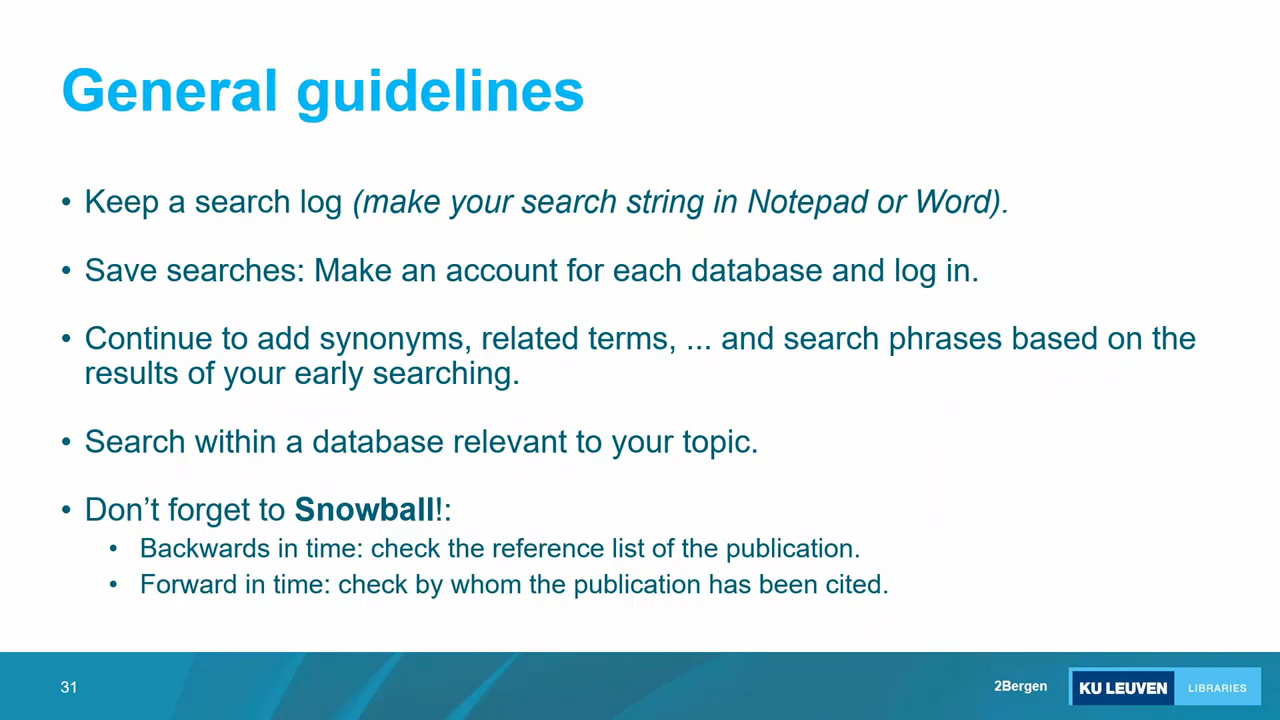 General guidelines
• Keep a search log (make your search string in Notepad or Word).
• Save searches: Make an account for each database and log in.
• Continue to add synonyms, related terms, ... and search phrases based on the
results of your early searching.
• Search within a database relevant to your topic.
• Don’t forget to Snowball!:
• Backwards in time: check the reference list of the publication.
• Forward in time: check by whom the publication has been cited.
31
2Bergen
KU LEUVEN LIBRARIES